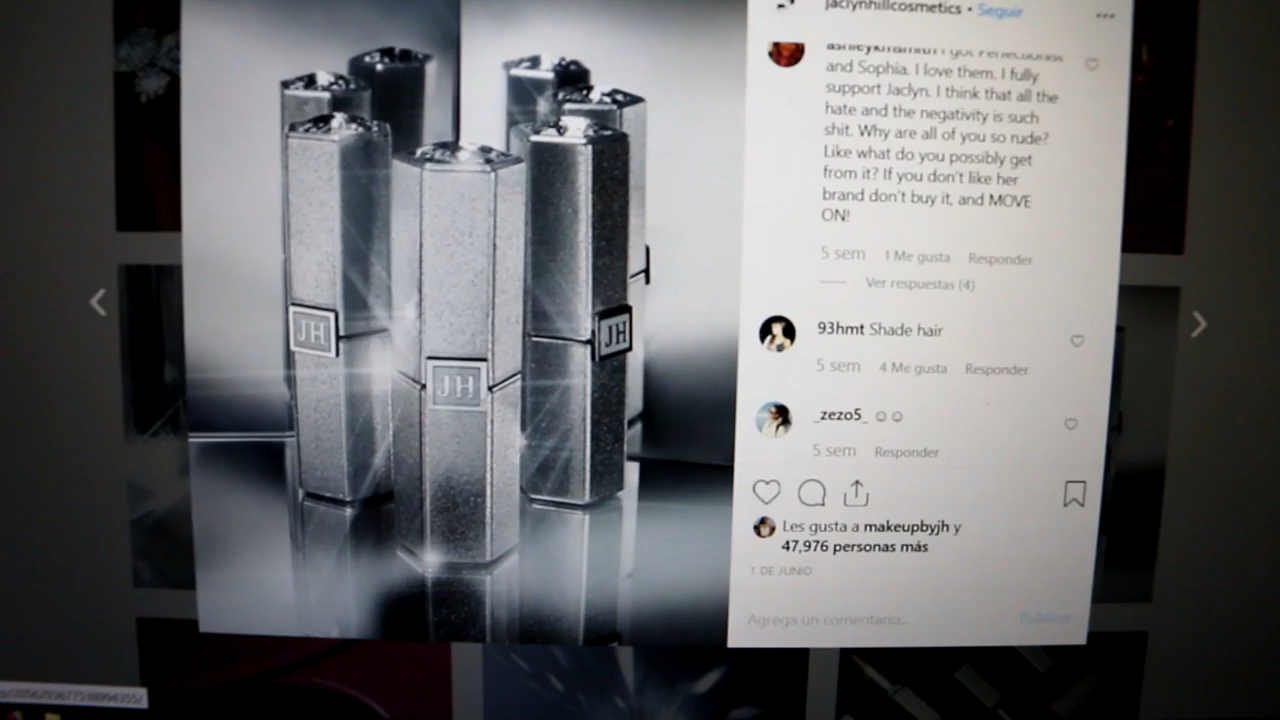 jaclynhillcosmetics • Seguir
and Sophia. I love them. I fully
support Jaclyn. I think that all the
hate and the negativity is such
shit. Why are all of you so rude?
Like what do you possibly get
from it? If you don't like her
brand don't buy it, and MOVE
ON!
5 sem 1 Me gusta Responder
Ver respuestas (4)
93hmt Shade hair
5 sem 4 Me gusta Responder
_zezo5_ ☺☺
5 sem Responder
Les gusta a makeupbyjh y
47,976 personas más
1 DE JUNIO
Agrega un comentario...
Publicar
JH
JH
JH